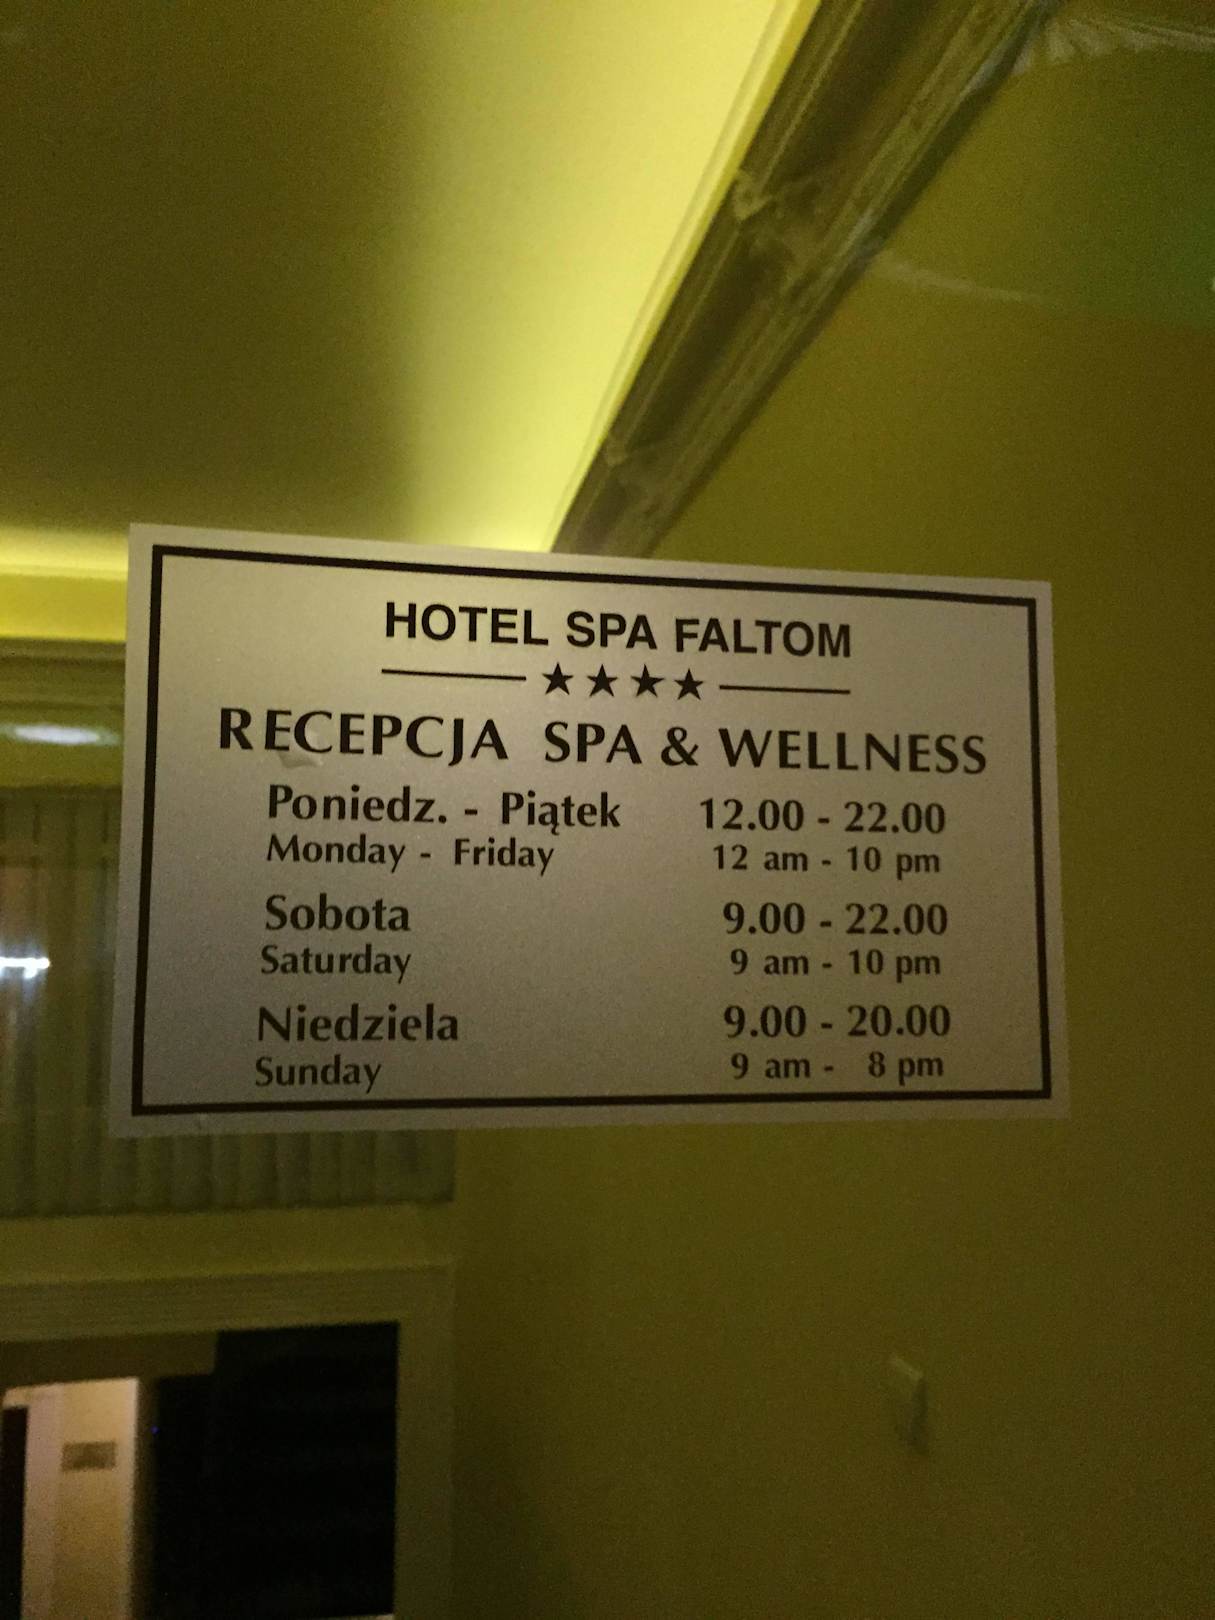 HOTEL SPA FALTOM
★★★★
RECEPCJA SPA & WELLNESS
Poniedz. - Piątek 12.00 - 22.00
Monday - Friday 12 am - 10 pm
Sobota 9.00 - 22.00
Saturday 9 am - 10 pm
Niedziela 9.00 - 20.00
Sunday 9 am - 8 pm